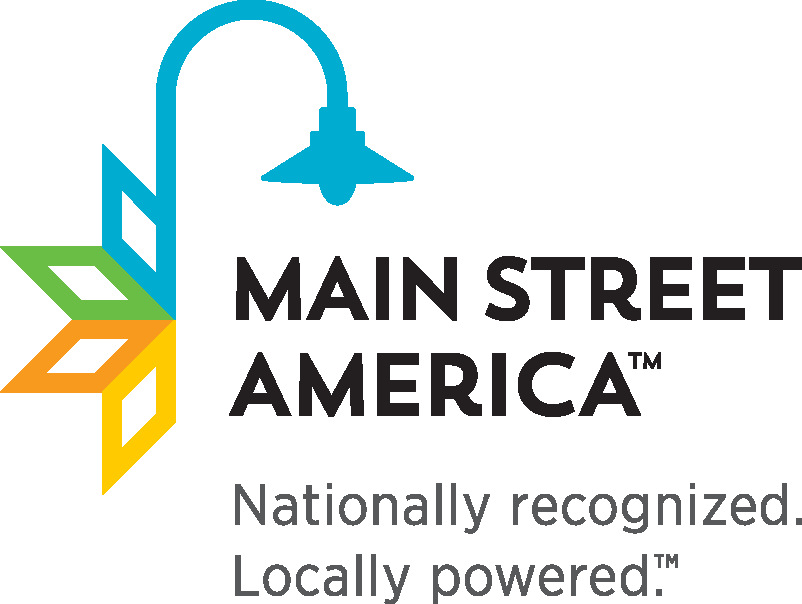 MAIN STREET
AMERICA™
Nationally recognized.
Locally powered.™